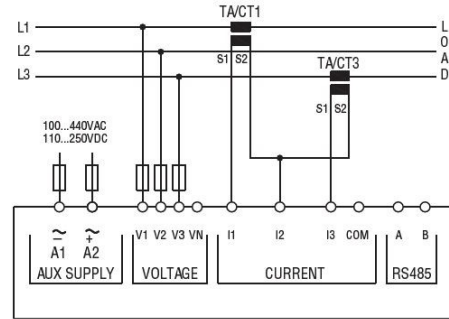 TA/CT1
L1
L
L2
O
TA/CT3
S1 S2
A
L3
D
S1 S2
100...440VAC
110...250VDC
~ ~
– +
A1 A2
V1 V2 V3 VN
I1 I2 I3 COM
A B
AUX SUPPLY
VOLTAGE
CURRENT
RS485